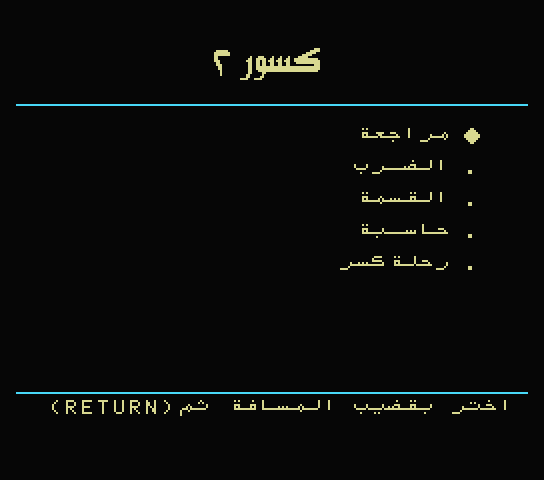 كسور ٢
مراجعة
الضرب
القسمة
حاسبة
رحلة كسر
اختر بقضيب المسافة ثم (RETURN)